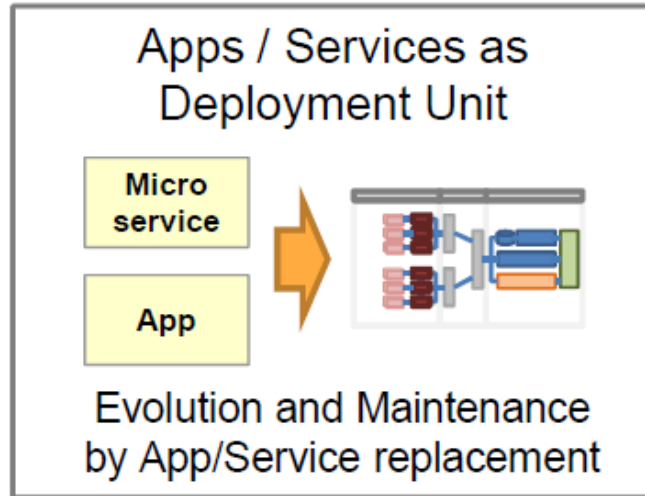 Apps / Services as
Deployment Unit
Micro
service
App
Evolution and Maintenance
by App/Service replacement